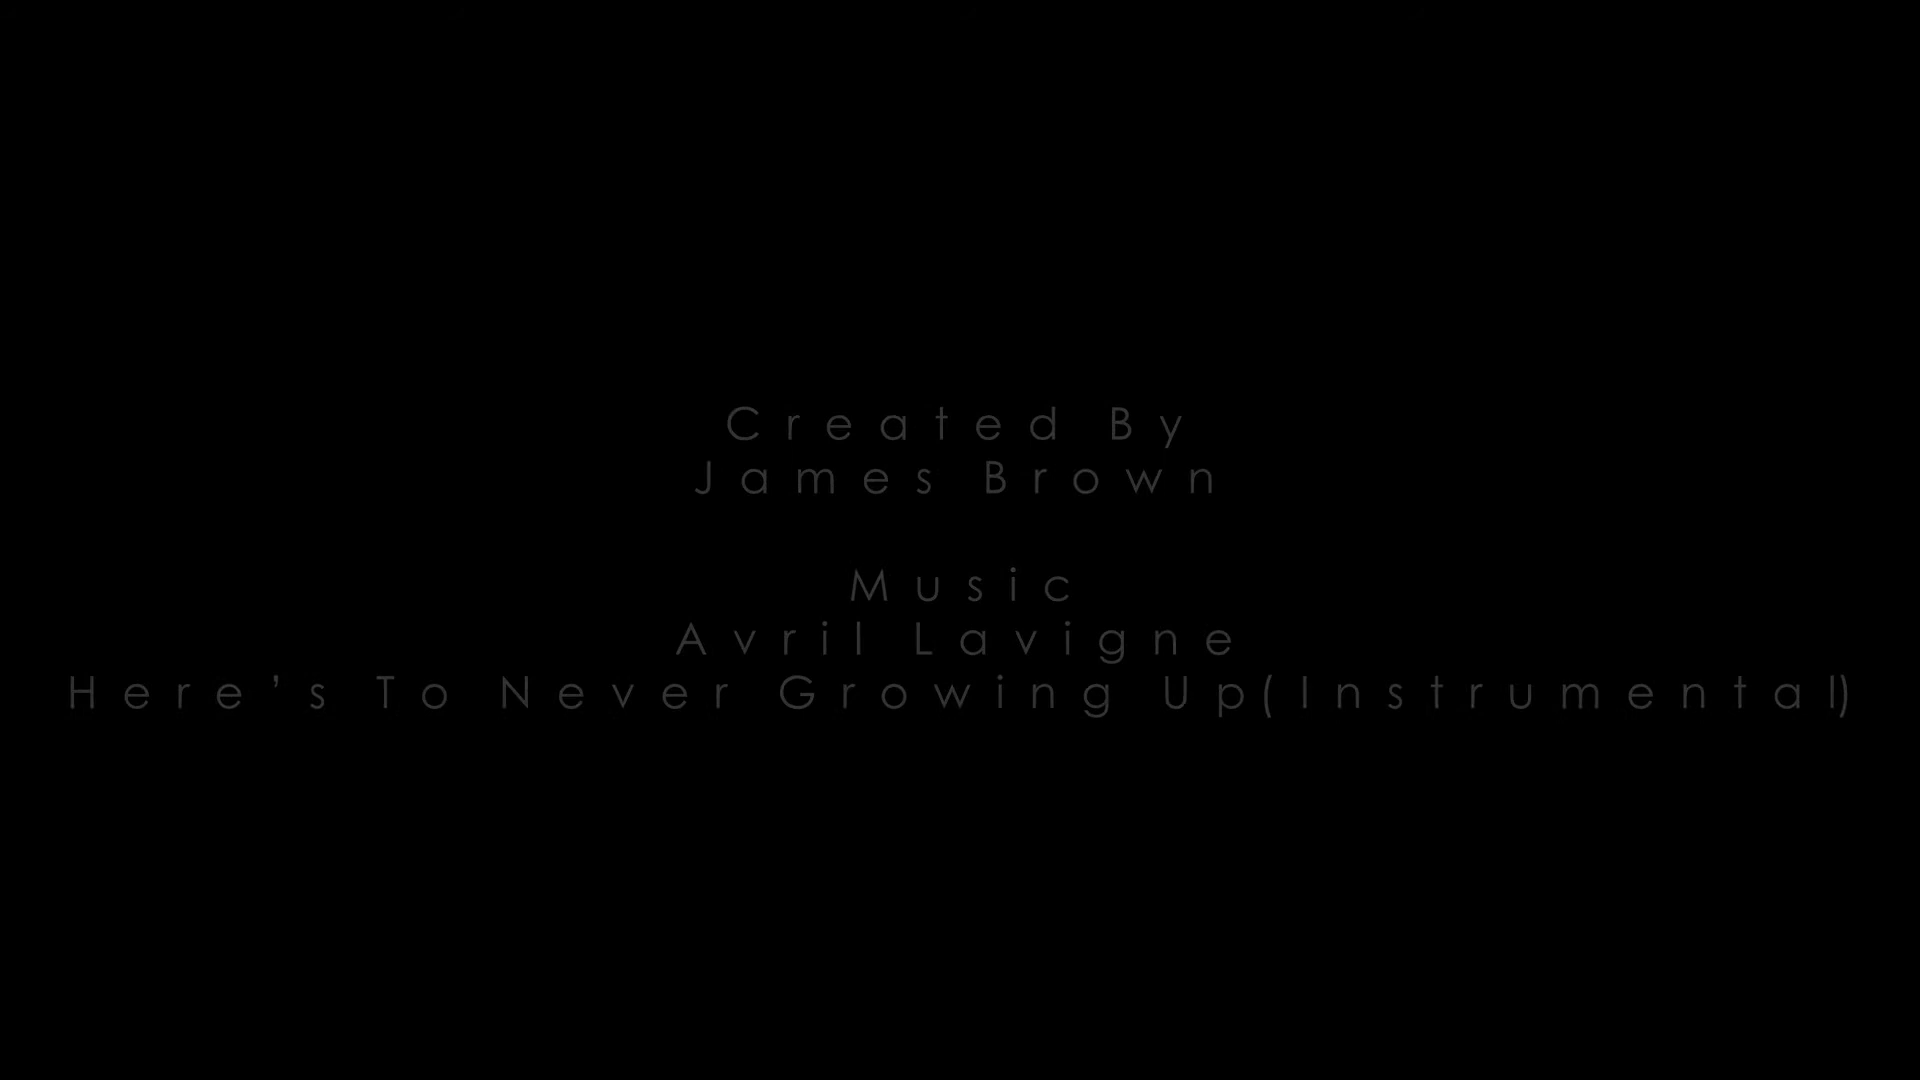 Created By
James Brown
Music
Avril Lavigne
Here’s To Never Growing Up(Instrumental)